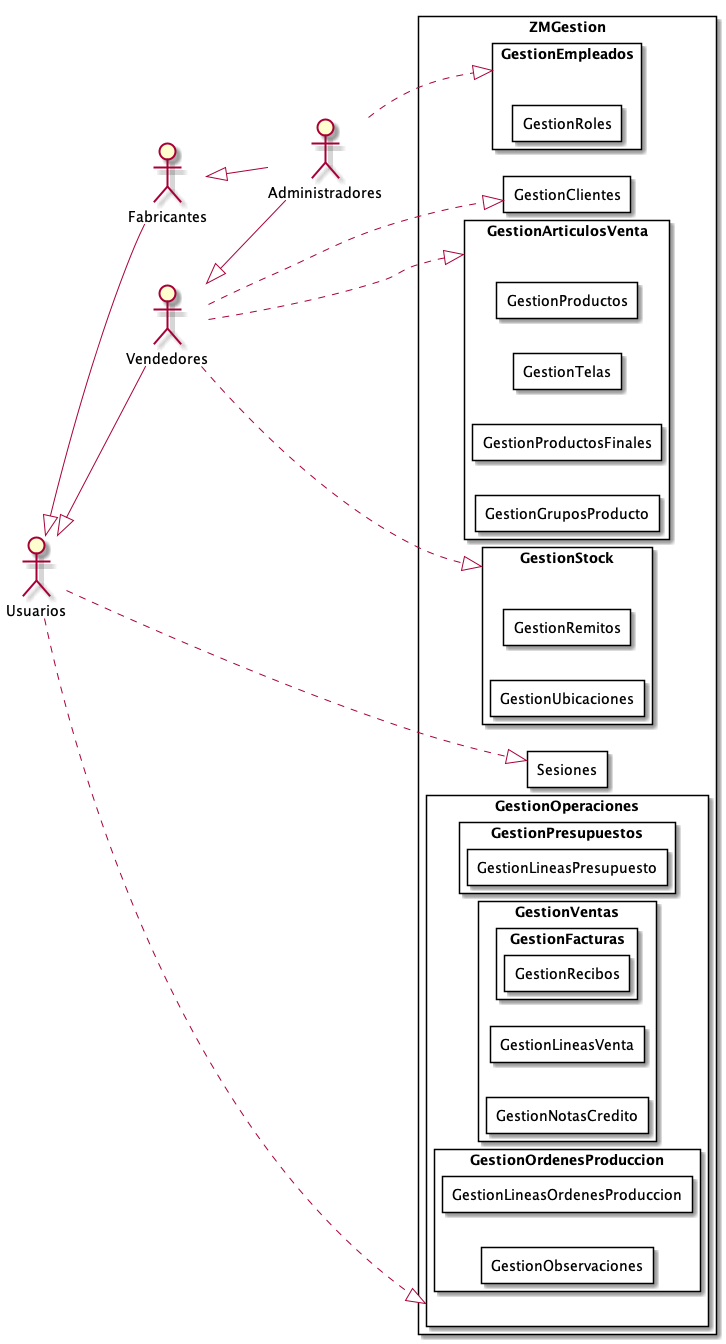 ZMGestion
GestionEmpleados
GestionRoles
Administradores
Fabricantes
GestionClientes
GestionArticulosVenta
GestionProductos
Vendedores
GestionTelas
GestionProductosFinales
GestionGruposProducto
GestionStock
Usuarios
GestionRemitos
GestionUbicaciones
Sesiones
GestionOperaciones
GestionPresupuestos
GestionLineasPresupuesto
GestionVentas
GestionFacturas
GestionRecibos
GestionLineasVenta
GestionNotasCredito
GestionOrdenesProduccion
GestionLineasOrdenesProduccion
GestionObservaciones